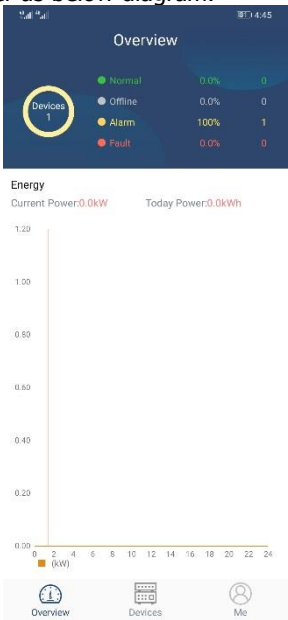 er as below diagram.
4:45
Overview
Devices
1
Normal 0.0% 0
Offline 0.0% 0
Alarm 100% 1
Fault 0.0% 0
Energy
Current Power:0.0kW Today Power:0.0kWh
1.20
1.00
0.80
0.60
0.40
0.20
0.00
0 2 4 6 8 10 12 14 16 18 20 22 24
(kW)
Overview Devices Me